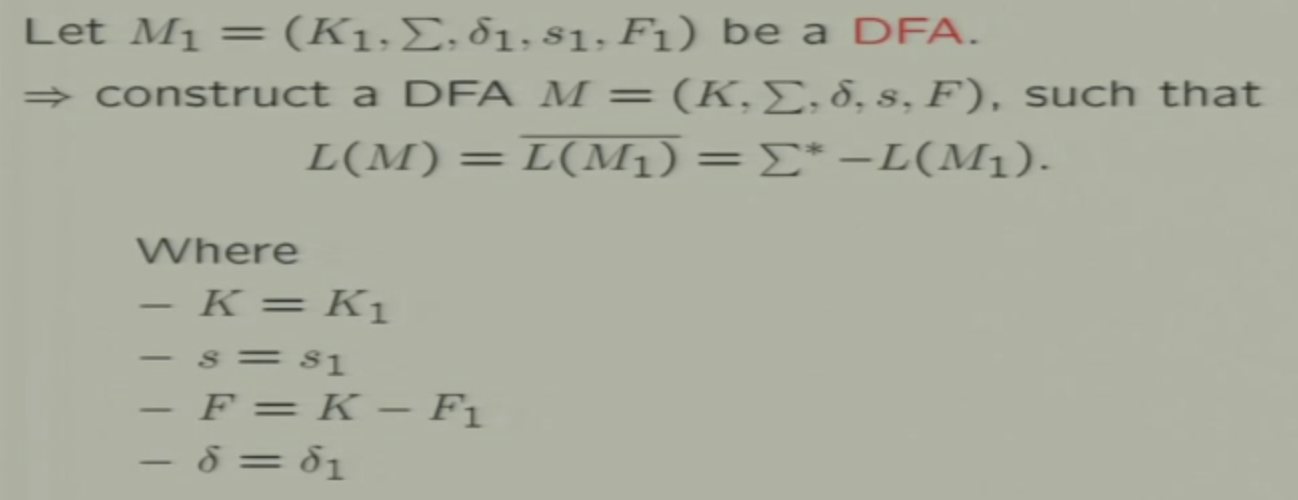 Let M₁ = (K₁, Σ, δ₁, s₁, F₁) be a DFA.
⇒ construct a DFA M = (K, Σ, δ, s, F), such that
L(M) = \overline{L(M₁)} = Σ* −L(M₁).
Where
− K = K₁
− s = s₁
− F = K − F₁
− δ = δ₁